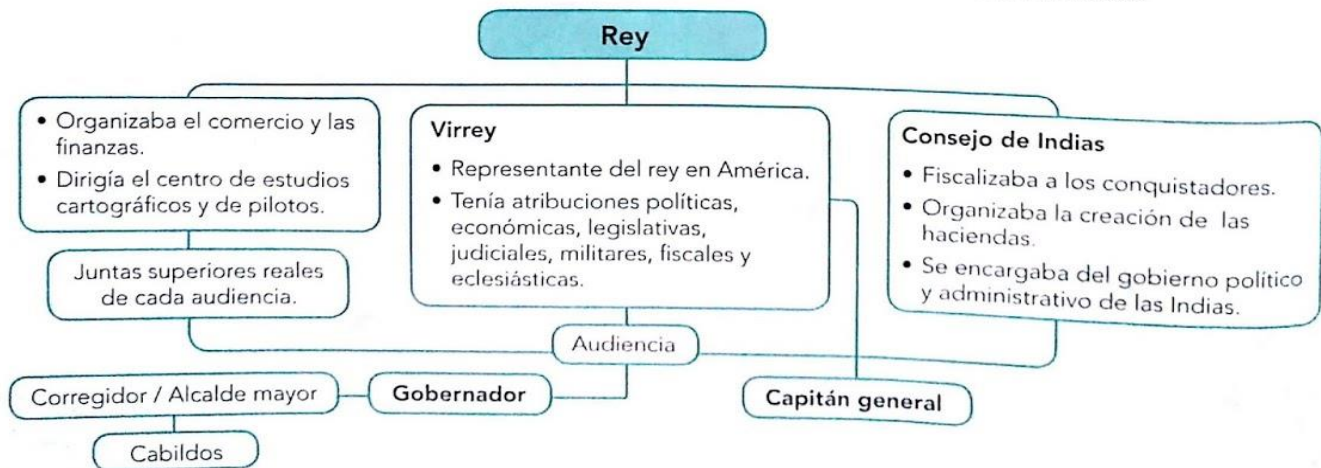 Rey
• Organizaba el comercio y las
finanzas.
• Dirigía el centro de estudios
cartográficos y de pilotos.
Juntas superiores reales
de cada audiencia.
Virrey
• Representante del rey en América.
• Tenía atribuciones políticas,
económicas, legislativas,
judiciales, militares, fiscales y
eclesiásticas.
Consejo de Indias
• Fiscalizaba a los conquistadores.
• Organizaba la creación de las
haciendas.
• Se encargaba del gobierno político
y administrativo de las Indias.
Audiencia
Corregidor / Alcalde mayor
Gobernador
Capitán general
Cabildos